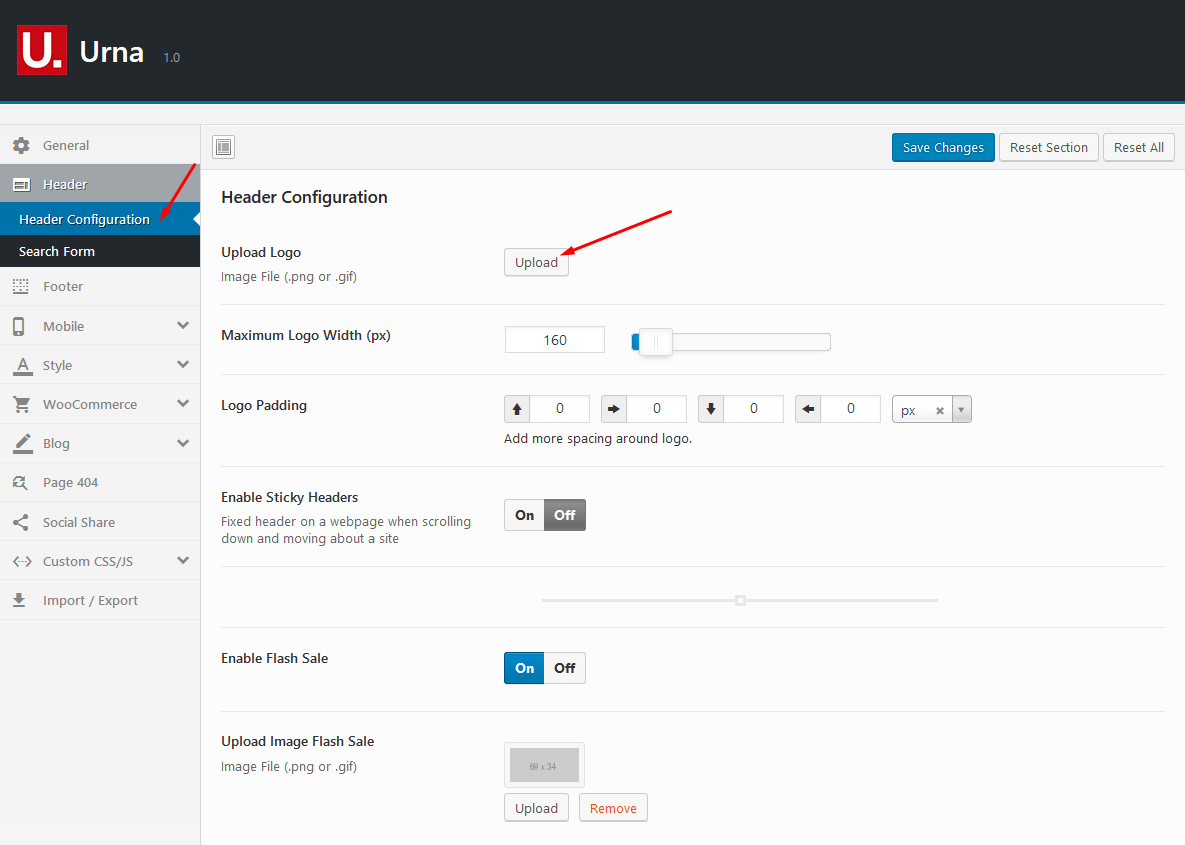 U.
Urna 1.0
General
Header
Header Configuration
Search Form
Footer
Mobile
Style
WooCommerce
Blog
Page 404
Social Share
Custom CSS/JS
Import / Export
Save Changes
Reset Section
Reset All
Header Configuration
Upload Logo
Image File (.png or .gif)
Upload
Maximum Logo Width (px)
160
Logo Padding
0
0
0
0
px
Add more spacing around logo.
Enable Sticky Headers
Fixed header on a webpage when scrolling
down and moving about a site
On Off
Enable Flash Sale
On Off
Upload Image Flash Sale
Image File (.png or .gif)
69 x 34
Upload
Remove